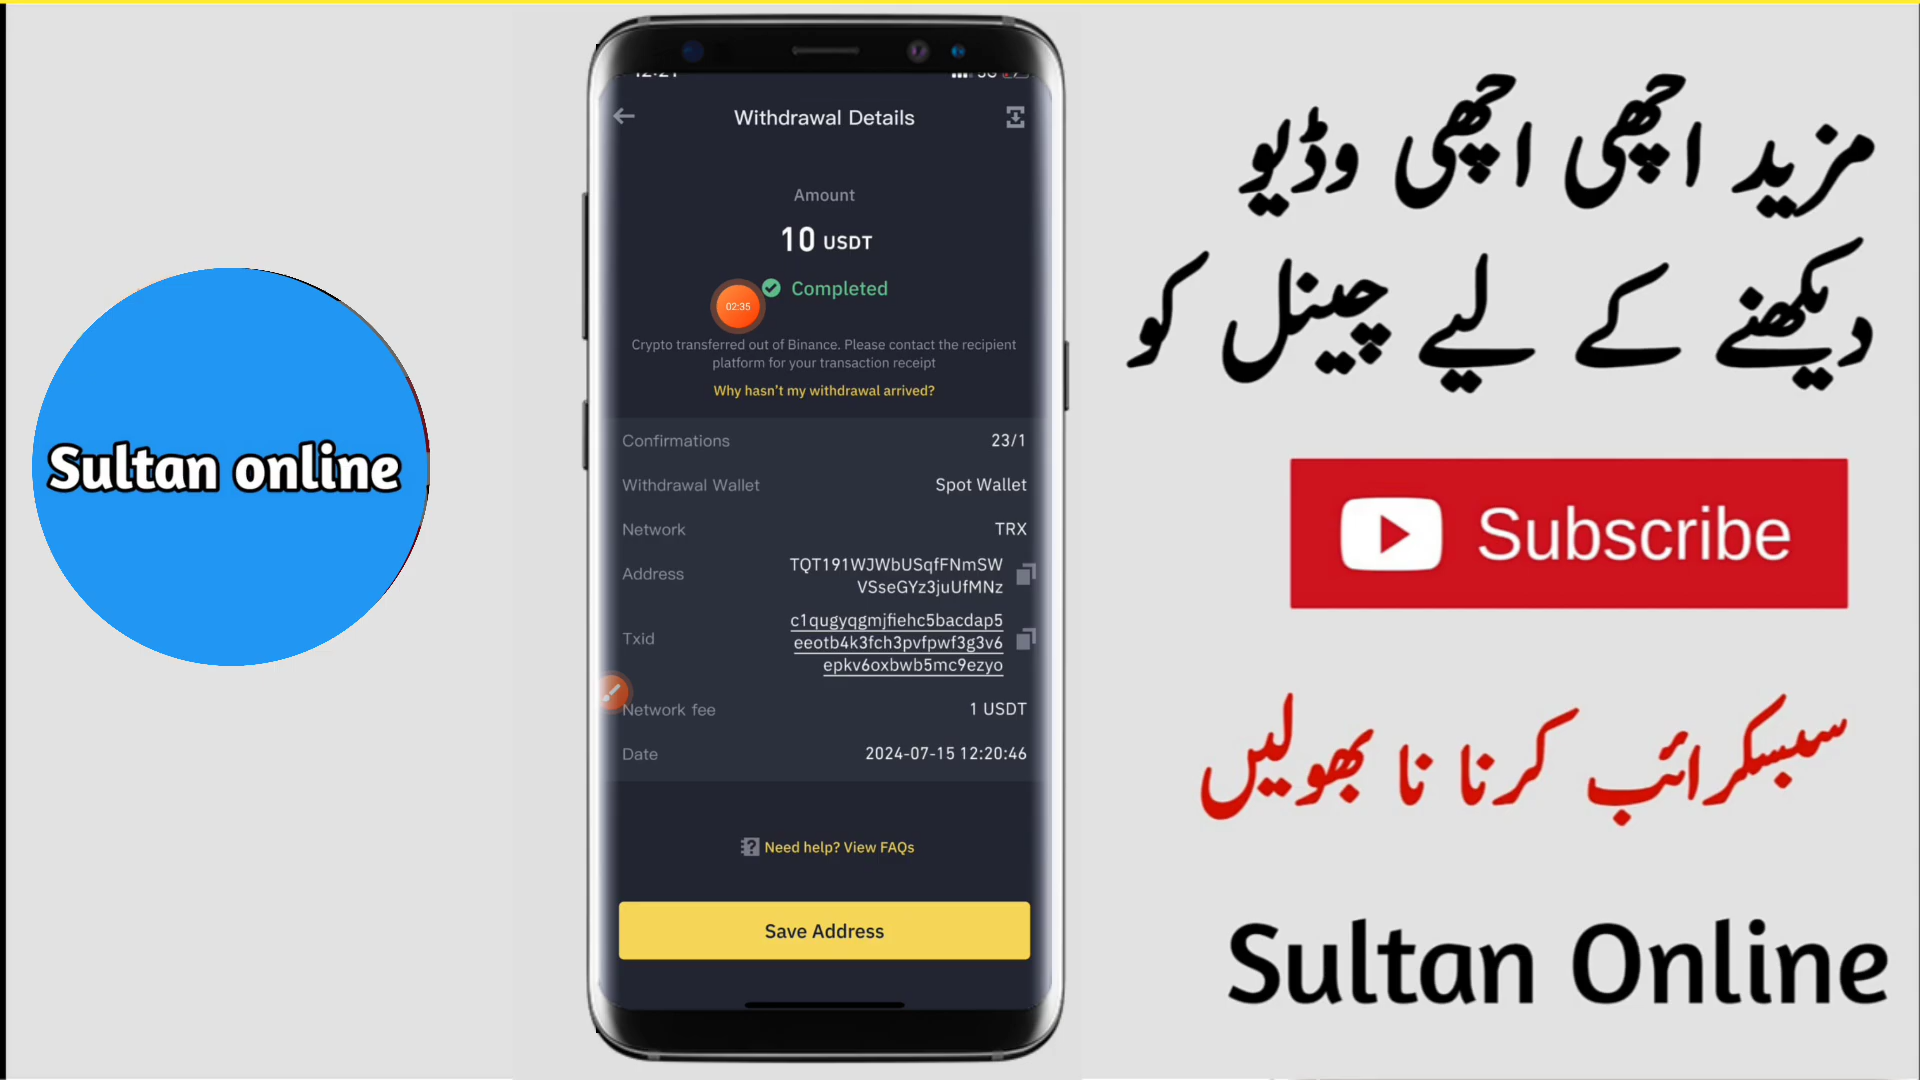 Sultan online
Withdrawal Details
Amount
10 USDT
Completed
02:35
Crypto transferred out of Binance. Please contact the recipient
platform for your transaction receipt
Why hasn't my withdrawal arrived?
Confirmations 23/1
Withdrawal Wallet Spot Wallet
Network TRX
Address TQT191WJWbUSqfFNmSW
VSseGYz3juUfMNz
Txid c1qugyqgmjfiehc5bacdap5
eeotb4k3fch3pvfpwf3g3v6
epkv6oxbwb5mc9ezyo
Network fee 1 USDT
Date 2024-07-15 12:20:46
Need help? View FAQs
Save Address
مزید اچھی اچھی وڈیو
دیکھنے کے لیے چینل کو
Subscribe
سبسکرائب کرنا نا بھولیں
Sultan Online